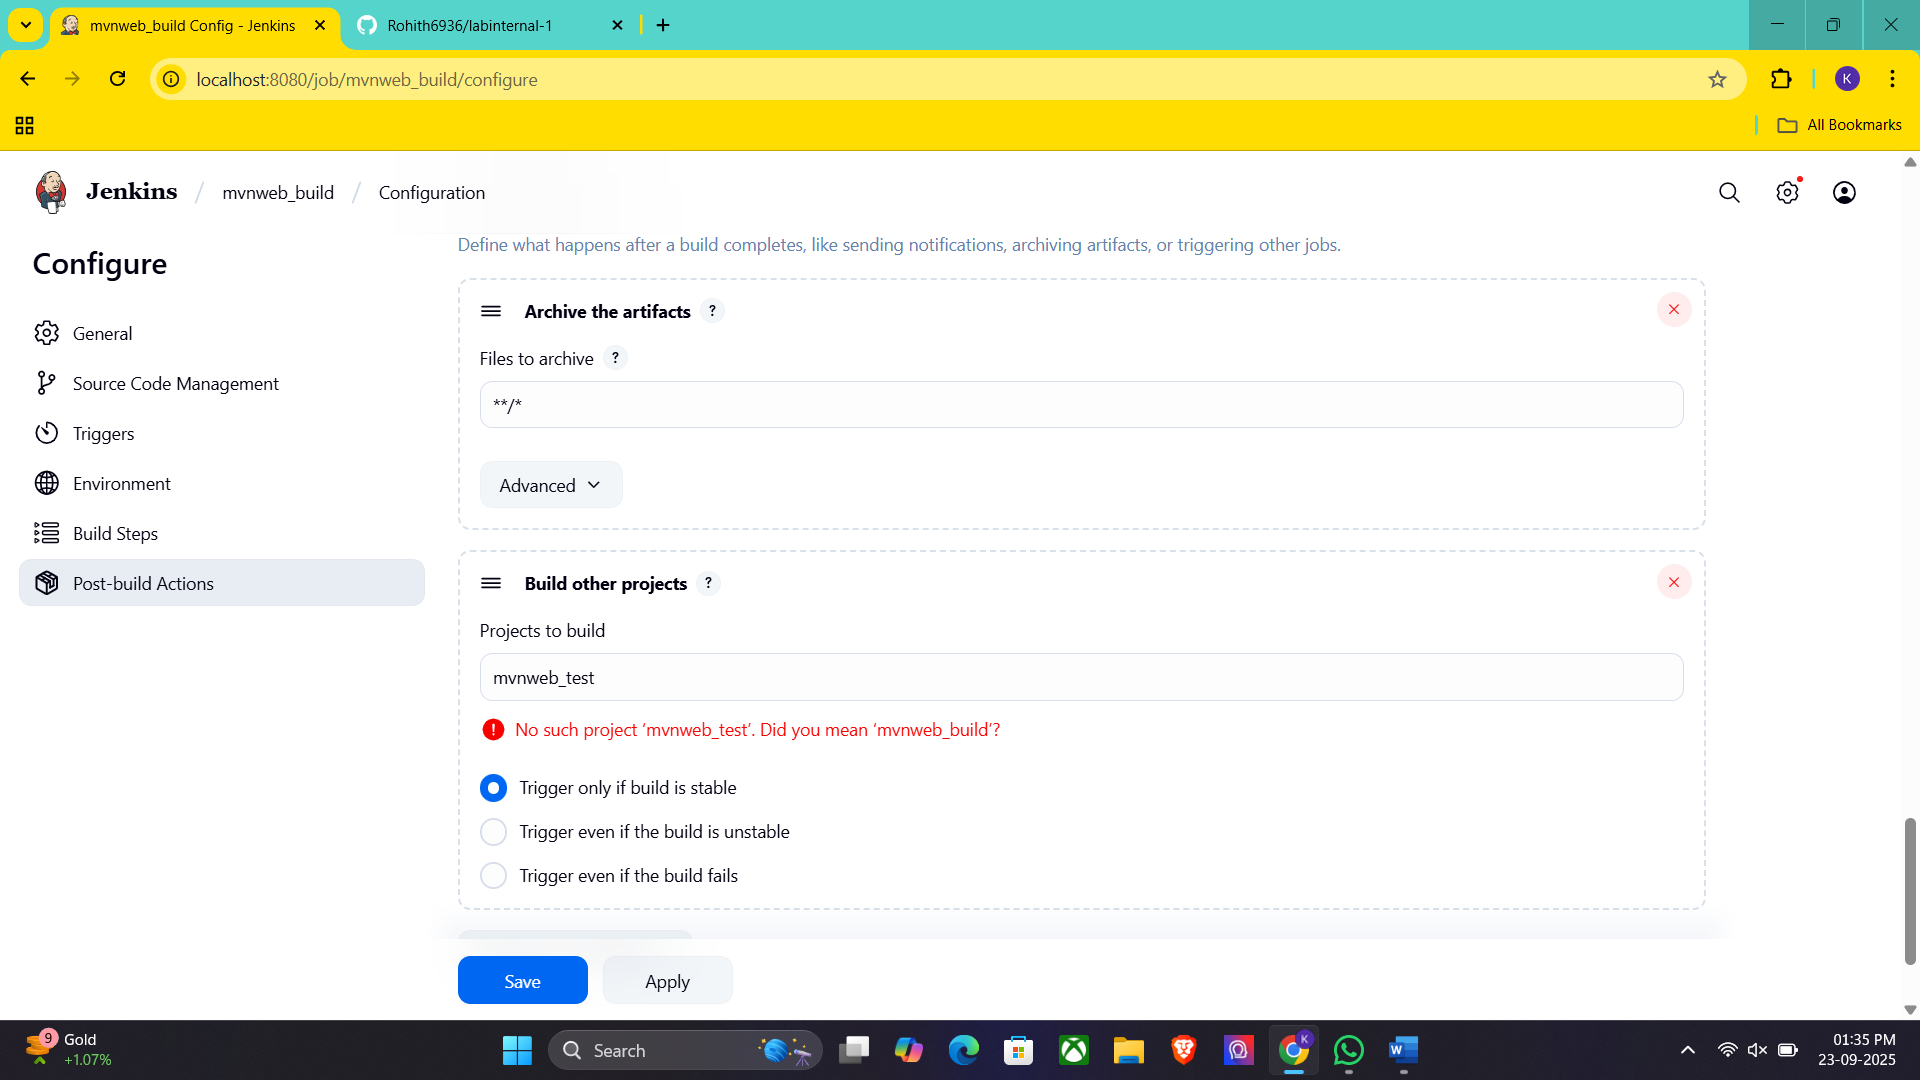 mvnweb_build Config - Jenkins
Rohith6936/labinternal-1
localhost:8080/job/mvnweb_build/configure
K
All Bookmarks
Jenkins / mvnweb_build / Configuration
Configure
General
Source Code Management
Triggers
Environment
Build Steps
Post-build Actions
Define what happens after a build completes, like sending notifications, archiving artifacts, or triggering other jobs.
Archive the artifacts ?
Files to archive ?
**/*
Advanced
Build other projects ?
Projects to build
mvnweb_test
No such project ‘mvnweb_test’. Did you mean ‘mvnweb_build’?
Trigger only if build is stable
Trigger even if the build is unstable
Trigger even if the build fails
Save
Apply
9
Gold
+1.07%
Search
K
W
01:35 PM
23-09-2025